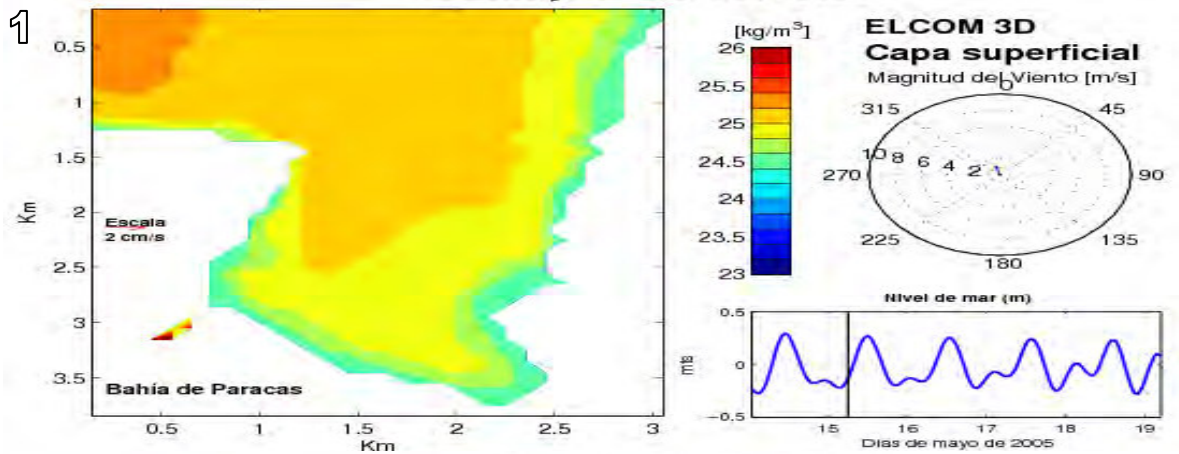 1
0.5
1
1.5
2
2.5
3
3.5
Km
Escala
2 cm/s
Bahía de Paracas
0.5
1
1.5
2
2.5
3
Km
[kg/m³]
26
25.5
25
24.5
24
23.5
23
ELCOM 3D
Capa superficial
Magnitud del Viento [m/s]
0
315
45
10 8 6 4 2
270
90
225
135
180
Nivel de mar (m)
0.5
0
−0.5
mts
15 16 17 18 19
Días de mayo de 2005